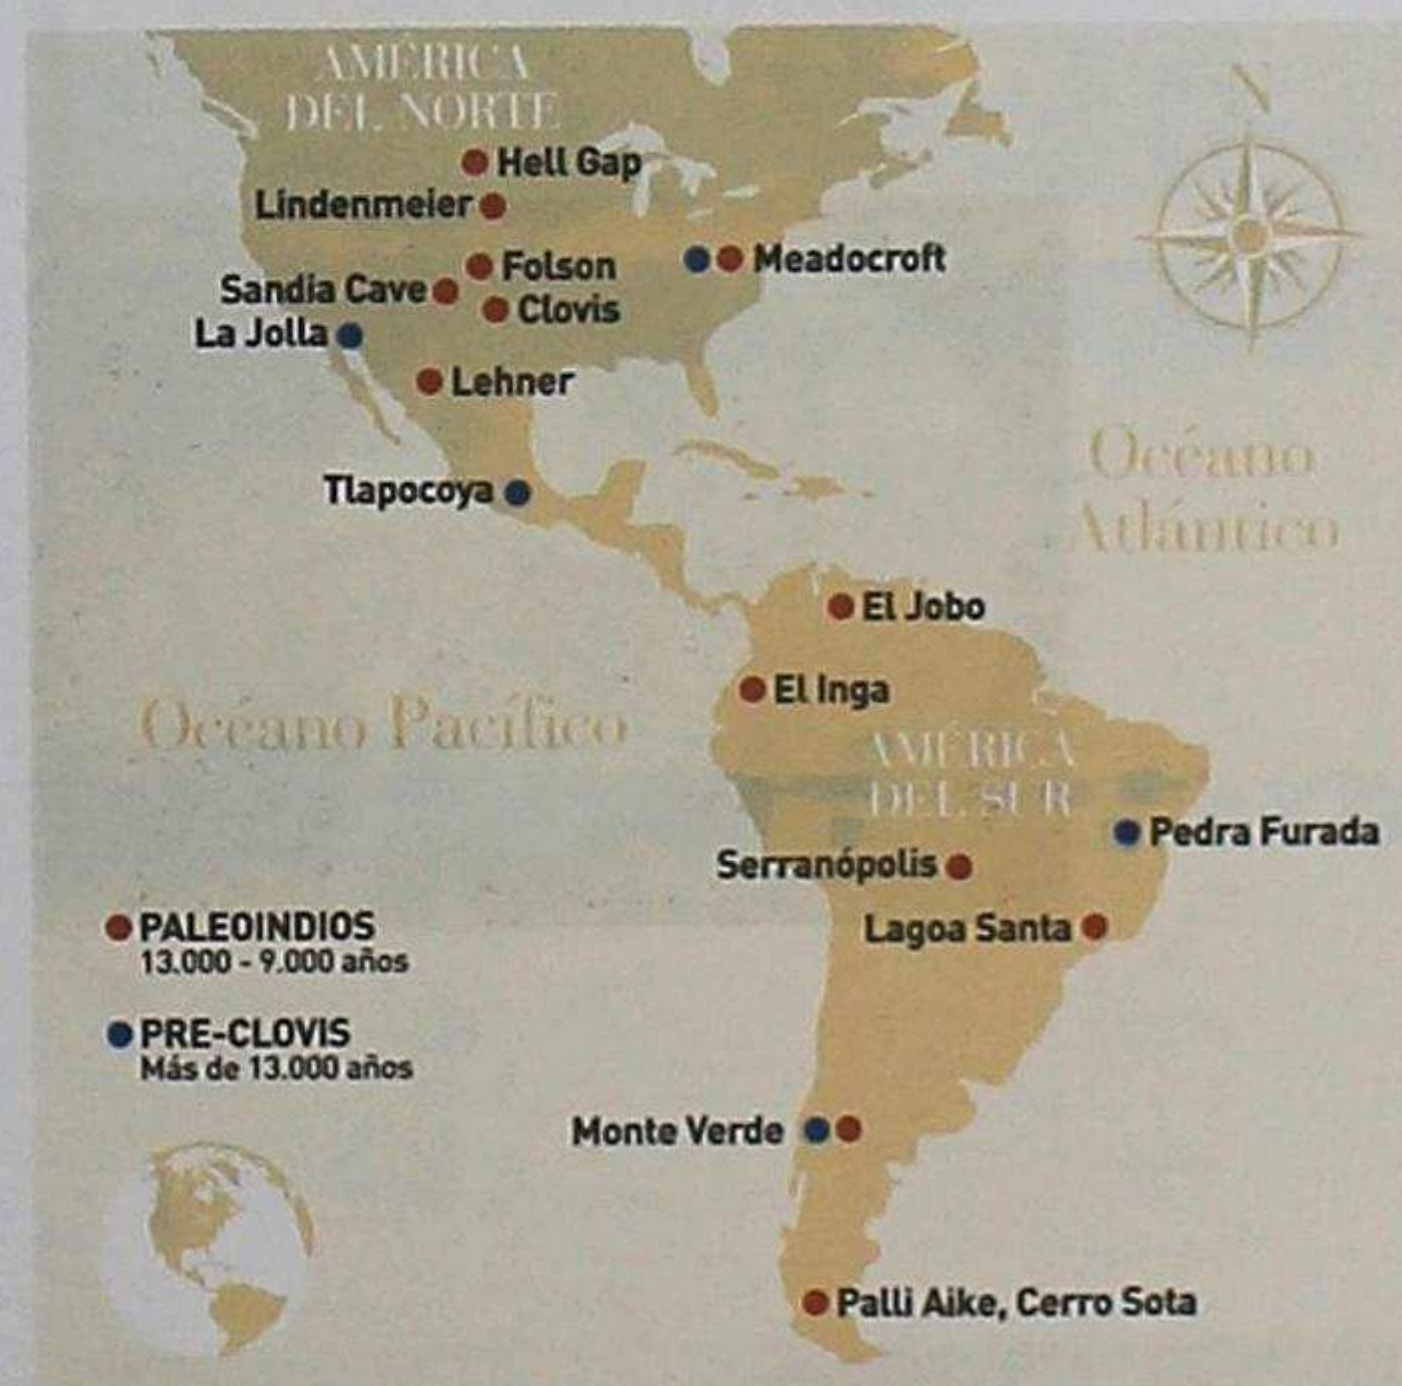 AMÉRICA
DEL NORTE
N
Hell Gap
Lindenmeier
Folson
Meadocroft
Sandia Cave
Clovis
La Jolla
Lehner
Océano
Atlántico
Tlapocoya
El Jobo
El Inga
Océano Pacífico
AMÉRICA
DEL SUR
Pedra Furada
Serranópolis
Lagoa Santa
PALEOINDIOS
13.000 - 9.000 años
PRE-CLOVIS
Más de 13.000 años
Monte Verde
Palli Aike, Cerro Sota